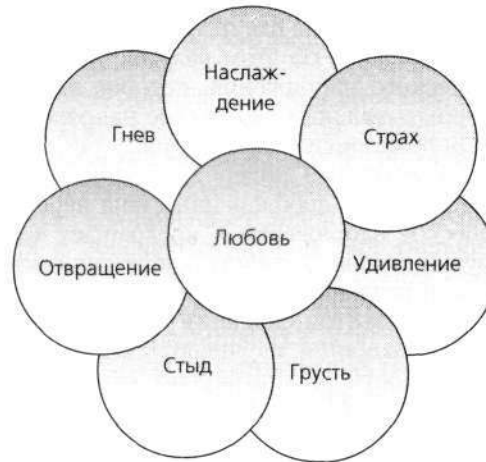 Наслаж-
дение
Гнев
Страх
Любовь
Отвращение
Удивление
Стыд
Грусть